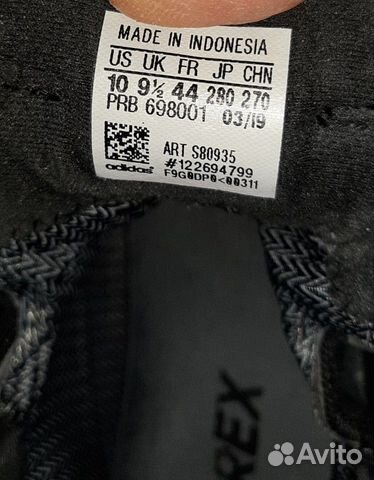 MADE IN INDONESIA
US UK FR JP CHN
10 9½ 44 280 270
PRB 698001 03/19
ART S80935
#122694799
F9G0DP0<00311
adidas
REX
Avito